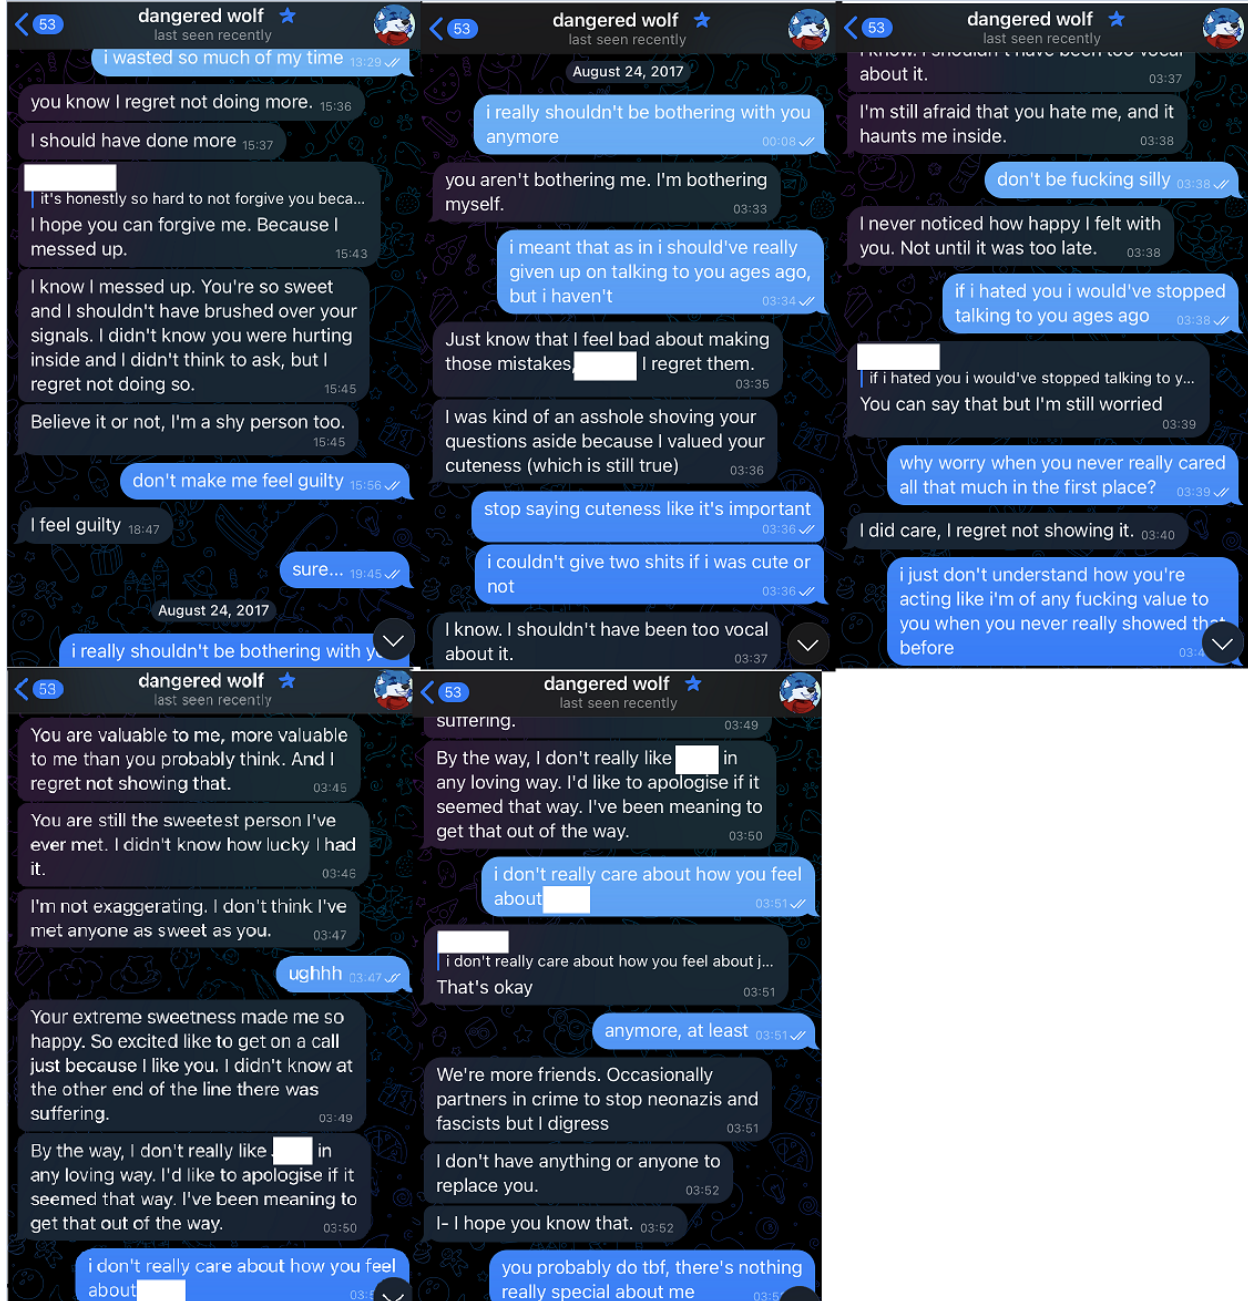 53
dangered wolf
last seen recently
i wasted so much of my time 13:29
you know I regret not doing more. 15:36
I should have done more 15:37
it's honestly so hard to not forgive you beca...
I hope you can forgive me. Because I
messed up. 15:43
I know I messed up. You're so sweet
and I shouldn't have brushed over your
signals. I didn't know you were hurting
inside and I didn't think to ask, but I
regret not doing so. 15:45
Believe it or not, I'm a shy person too.
15:45
don't make me feel guilty 15:56
I feel guilty 18:47
sure... 19:45
August 24, 2017
i really shouldn't be bothering with
53
dangered wolf
last seen recently
August 24, 2017
i really shouldn't be bothering with you
anymore 00:08
you aren't bothering me. I'm bothering
myself. 03:33
i meant that as in i should've really
given up on talking to you ages ago,
but i haven't 03:34
Just know that I feel bad about making
those mistakes, I regret them.
03:35
I was kind of an asshole shoving your
questions aside because I valued your
cuteness (which is still true) 03:36
stop saying cuteness like it's important
03:36
i couldn't give two shits if i was cute or
not 03:36
I know. I shouldn't have been too vocal
about it. 03:37
53
dangered wolf
last seen recently
I know. I shouldn't have been too vocal
about it. 03:37
I'm still afraid that you hate me, and it
haunts me inside. 03:38
don't be fucking silly 03:38
I never noticed how happy I felt with
you. Not until it was too late. 03:38
if i hated you i would've stopped
talking to you ages ago 03:38
if i hated you i would've stopped talking to y...
You can say that but I'm still worried
03:39
why worry when you never really cared
all that much in the first place? 03:39
I did care, I regret not showing it. 03:40
i just don't understand how you're
acting like i'm of any fucking value to
you when you never really showed that
before
53
dangered wolf
last seen recently
You are valuable to me, more valuable
to me than you probably think. And I
regret not showing that. 03:45
You are still the sweetest person I've
ever met. I didn't know how lucky I had
it. 03:46
I'm not exaggerating. I don't think I've
met anyone as sweet as you. 03:47
ughhh 03:47
Your extreme sweetness made me so
happy. So excited like to get on a call
just because I like you. I didn't know at
the other end of the line there was
suffering. 03:49
By the way, I don't really like in
any loving way. I'd like to apologise if it
seemed that way. I've been meaning to
get that out of the way. 03:50
i don't really care about how you feel
about
53
dangered wolf
last seen recently
suffering. 03:49
By the way, I don't really like in
any loving way. I'd like to apologise if it
seemed that way. I've been meaning to
get that out of the way. 03:50
i don't really care about how you feel
about 03:51
i don't really care about how you feel about j...
That's okay 03:51
anymore, at least 03:51
We're more friends. Occasionally
partners in crime to stop neonazis and
fascists but I digress 03:51
I don't have anything or anyone to
replace you. 03:52
I- I hope you know that. 03:52
you probably do tbf, there's nothing
really special about me